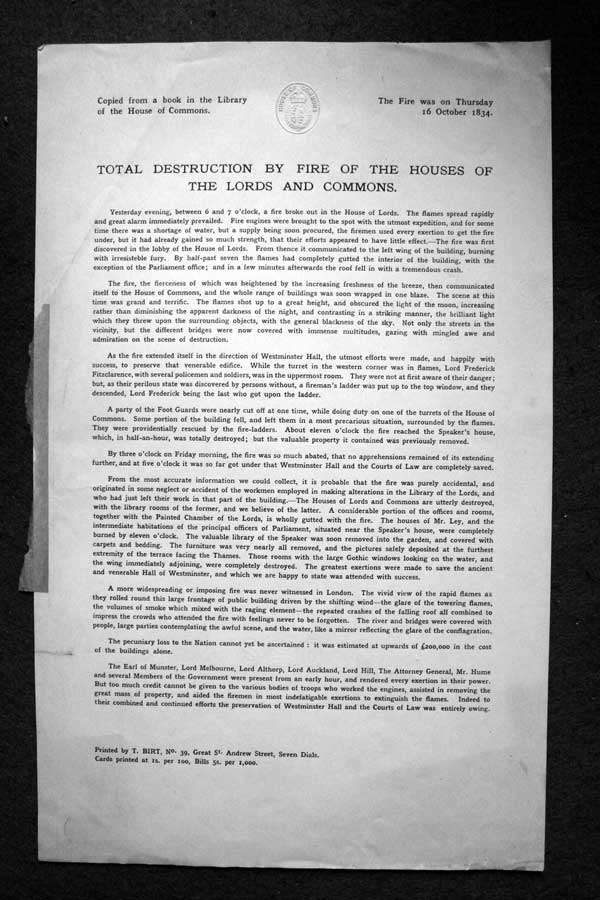 Copied from a book in the Library
of the House of Commons.
HOUSE OF COMMONS
The Fire was on Thursday
16 October 1834.
TOTAL DESTRUCTION BY FIRE OF THE HOUSES OF
THE LORDS AND COMMONS.
Yesterday evening, between 6 and 7 o'clock, a fire broke out in the House of Lords. The flames spread rapidly
and great alarm immediately prevailed. Fire engines were brought to the spot with the utmost expedition, and for some
time there was a shortage of water, but a supply being soon procured, the firemen used every exertion to get the fire
under, but it had already gained so much strength, that their efforts appeared to have little effect.—The fire was first
discovered in the lobby of the House of Lords. From thence it communicated to the left wing of the building, burning
with irresistible fury. By half-past seven the flames had completely gutted the interior of the building, with the
exception of the Parliament office; and in a few minutes afterwards the roof fell in with a tremendous crash.
The fire, the fierceness of which was heightened by the increasing freshness of the breeze, then communicated
itself to the House of Commons, and the whole range of buildings was soon wrapped in one blaze. The scene at this
time was grand and terrific. The flames shot up to a great height, and obscured the light of the moon, increasing
rather than diminishing the apparent darkness of the night, and contrasting in a striking manner, the brilliant light
which they threw upon the surrounding objects, with the general blackness of the sky. Not only the streets in the
vicinity, but the different bridges were now covered with immense multitudes, gazing with mingled awe and
admiration on the scene of destruction.
As the fire extended itself in the direction of Westminster Hall, the utmost efforts were made, and happily with
success, to preserve that venerable edifice. While the turret in the western corner was in flames, Lord Frederick
Fitzclarence, with several policemen and soldiers, was in the uppermost room. They were not at first aware of their danger;
but, as their perilous state was discovered by persons without, a fireman's ladder was put up to the top window, and they
descended, Lord Frederick being the last who got upon the ladder.
A party of the Foot Guards were nearly cut off at one time, while doing duty on one of the turrets of the House of
Commons. Some portion of the building fell, and left them in a most precarious situation, surrounded by the flames.
They were providentially rescued by the fire-ladders. About eleven o'clock the fire reached the Speaker's house,
which, in half-an-hour, was totally destroyed; but the valuable property it contained was previously removed.
By three o'clock on Friday morning, the fire was so much abated, that no apprehensions remained of its extending
further, and at five o'clock it was so far got under that Westminster Hall and the Courts of Law are completely saved.
From the most accurate information we could collect, it is probable that the fire was purely accidental, and
originated in some neglect or accident of the workmen employed in making alterations in the Library of the Lords, and
who had just left their work in that part of the building.—The Houses of Lords and Commons are utterly destroyed,
with the library rooms of the former, and we believe of the latter. A considerable portion of the offices and rooms,
together with the Painted Chamber of the Lords, is wholly gutted with the fire. The houses of Mr. Ley, and the
intermediate habitations of the principal officers of Parliament, situated near the Speaker's house, were completely
burned by eleven o'clock. The valuable library of the Speaker was soon removed into the garden, and covered with
carpets and bedding. The furniture was very nearly all removed, and the pictures safely deposited at the furthest
extremity of the terrace facing the Thames. Those rooms with the large Gothic windows looking on the water, and
the wing immediately adjoining, were completely destroyed. The greatest exertions were made to save the ancient
and venerable Hall of Westminster, and which we are happy to state was attended with success.
A more widespreading or imposing fire was never witnessed in London. The vivid view of the rapid flames as
they rolled round this large frontage of public building driven by the shifting wind—the glare of the towering flames,
the volumes of smoke which mixed with the raging element—the repeated crashes of the falling roof all combined to
impress the crowds who attended the fire with feelings never to be forgotten. The river and bridges were covered with
people, large parties contemplating the awful scene, and the water, like a mirror reflecting the glare of the conflagration.
The pecuniary loss to the Nation cannot yet be ascertained : it was estimated at upwards of £200,000 in the cost
of the buildings alone.
The Earl of Munster, Lord Melbourne, Lord Althorp, Lord Auckland, Lord Hill, The Attorney General, Mr. Hume
and several Members of the Government were present from an early hour, and rendered every exertion in their power.
But too much credit cannot be given to the various bodies of troops who worked the engines, assisted in removing the
great mass of property, and aided the firemen in most indefatigable exertions to extinguish the flames. Indeed to
their combined and continued efforts the preservation of Westminster Hall and the Courts of Law was entirely owing.
Printed by T. BIRT, No. 39, Great St. Andrew Street, Seven Dials.
Cards printed at 1s. per 100, Bills 5s. per 1,000.